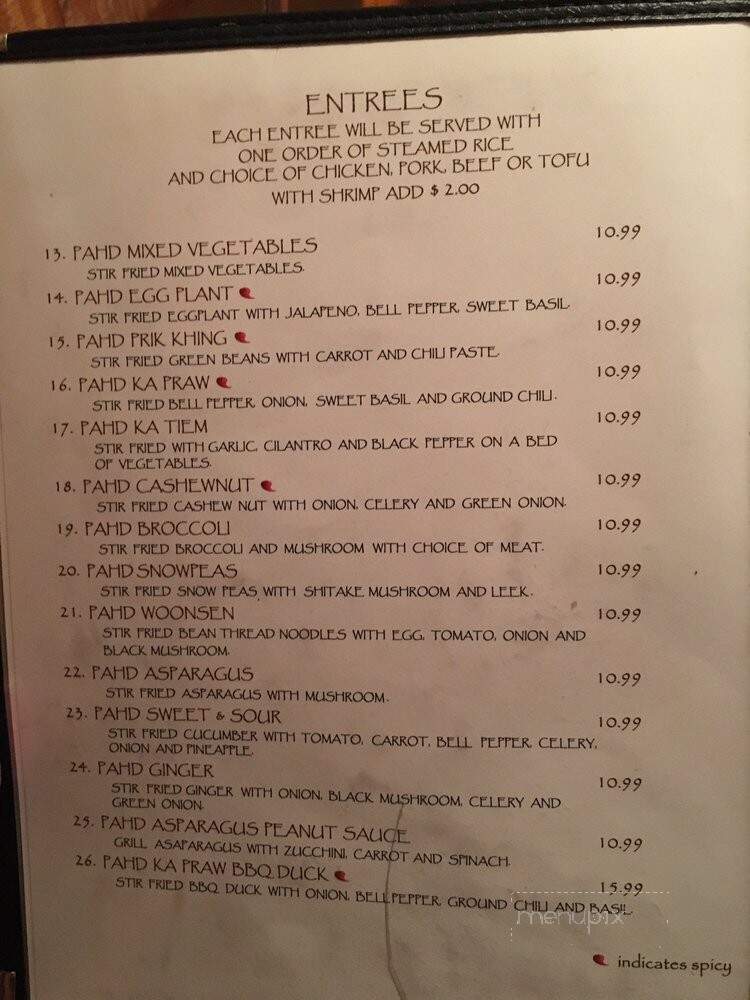 ENTREES
EACH ENTREE WILL BE SERVED WITH
ONE ORDER OF STEAMED RICE
AND CHOICE OF CHICKEN, PORK, BEEF OR TOFU
WITH SHRIMP ADD $ 2.00
13. PAHD MIXED VEGETABLES 10.99
STIR FRIED MIXED VEGETABLES.
14. PAHD EGG PLANT 10.99
STIR FRIED EGGPLANT WITH JALAPENO, BELL PEPPER, SWEET BASIL.
15. PAHD PRIK KHING 10.99
STIR FRIED GREEN BEANS WITH CARROT AND CHILI PASTE.
16. PAHD KA PRAW 10.99
STIR FRIED BELL PEPPER, ONION, SWEET BASIL AND GROUND CHILI.
17. PAHD KA TIEM 10.99
STIR FRIED WITH GARLIC, CILANTRO AND BLACK PEPPER ON A BED
OF VEGETABLES.
18. PAHD CASHEWNUT 10.99
STIR FRIED CASHEW NUT WITH ONION, CELERY AND GREEN ONION.
19. PAHD BROCCOLI 10.99
STIR FRIED BROCCOLI AND MUSHROOM WITH CHOICE OF MEAT.
20. PAHD SNOWPEAS 10.99
STIR FRIED SNOW PEAS WITH SHITAKE MUSHROOM AND LEEK.
21. PAHD WOONSEN 10.99
STIR FRIED BEAN THREAD NOODLES WITH EGG, TOMATO, ONION AND
BLACK MUSHROOM.
22. PAHD ASPARAGUS 10.99
STIR FRIED ASPARAGUS WITH MUSHROOM.
23. PAHD SWEET & SOUR 10.99
STIR FRIED CUCUMBER WITH TOMATO, CARROT, BELL PEPPER, CELERY,
ONION AND PINEAPPLE.
24. PAHD GINGER 10.99
STIR FRIED GINGER WITH ONION, BLACK MUSHROOM, CELERY AND
GREEN ONION.
25. PAHD ASPARAGUS PEANUT SAUCE 10.99
GRILL ASAPARAGUS WITH ZUCCHINI, CARROT AND SPINACH.
26. PAHD KA PRAW BBQ DUCK 15.99
STIR FRIED BBQ DUCK WITH ONION, BELL PEPPER, GROUND CHILI AND BASIL.
menupix
indicates spicy